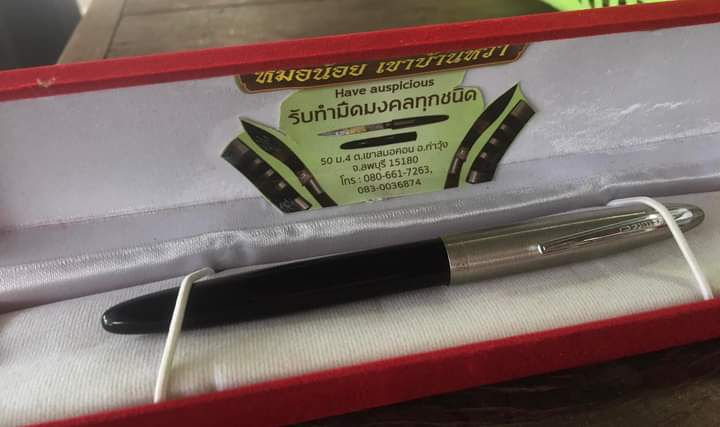 หมอน้อย เขาบ้านหวา
Have auspicious
รับทำมีดมงคลทุกชนิด
50 ม.4 ต.เขาสมอคอน อ.ท่าวุ้ง
จ.ลพบุรี 15180
โทร : 080-661-7263,
083-0036874